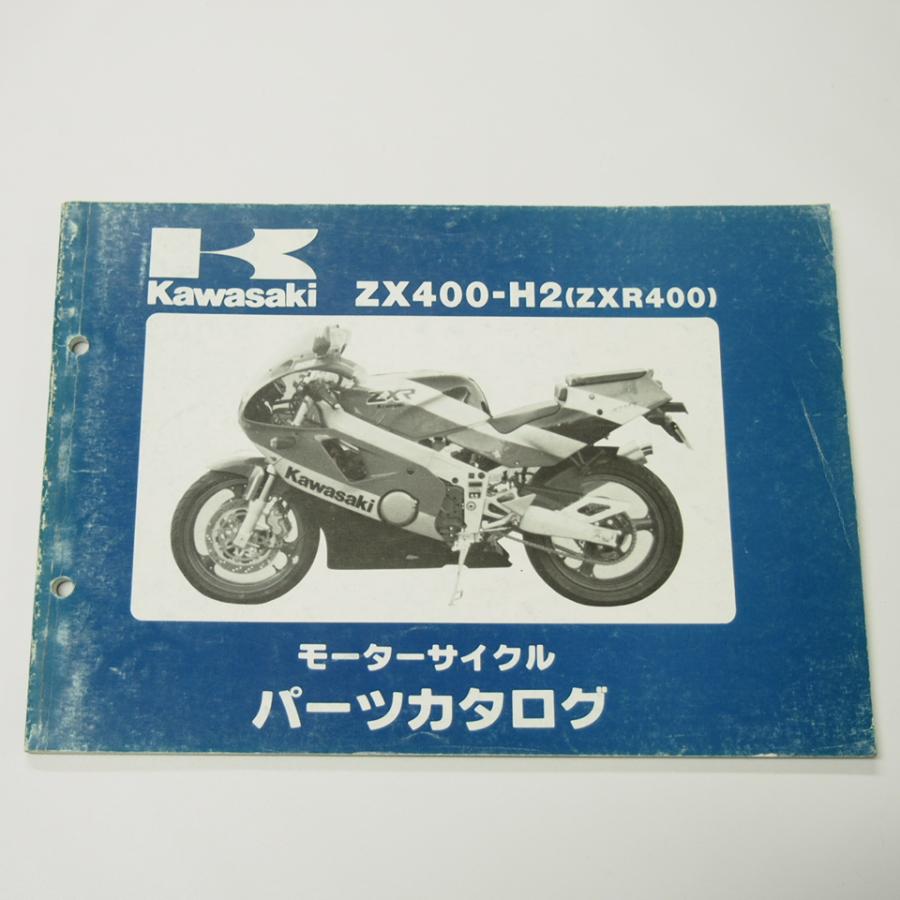 Kawasaki ZX400-H2(ZXR400)
ZXR
Kawasaki
モーターサイクル
パーツカタログ